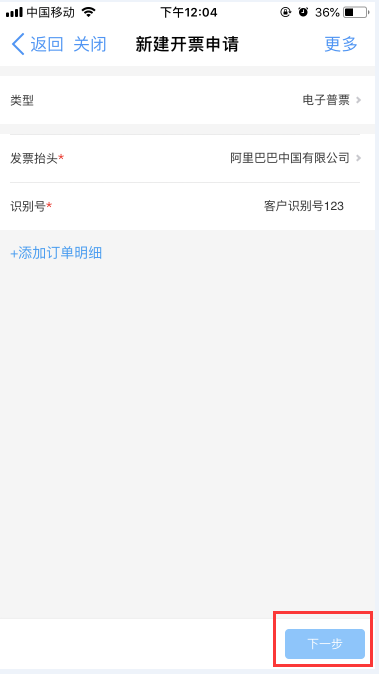 中国移动 下午12:04 36%
返回 关闭 新建开票申请 更多
类型 电子普票
发票抬头* 阿里巴巴中国有限公司
识别号* 客户识别号123
+添加订单明细
下一步